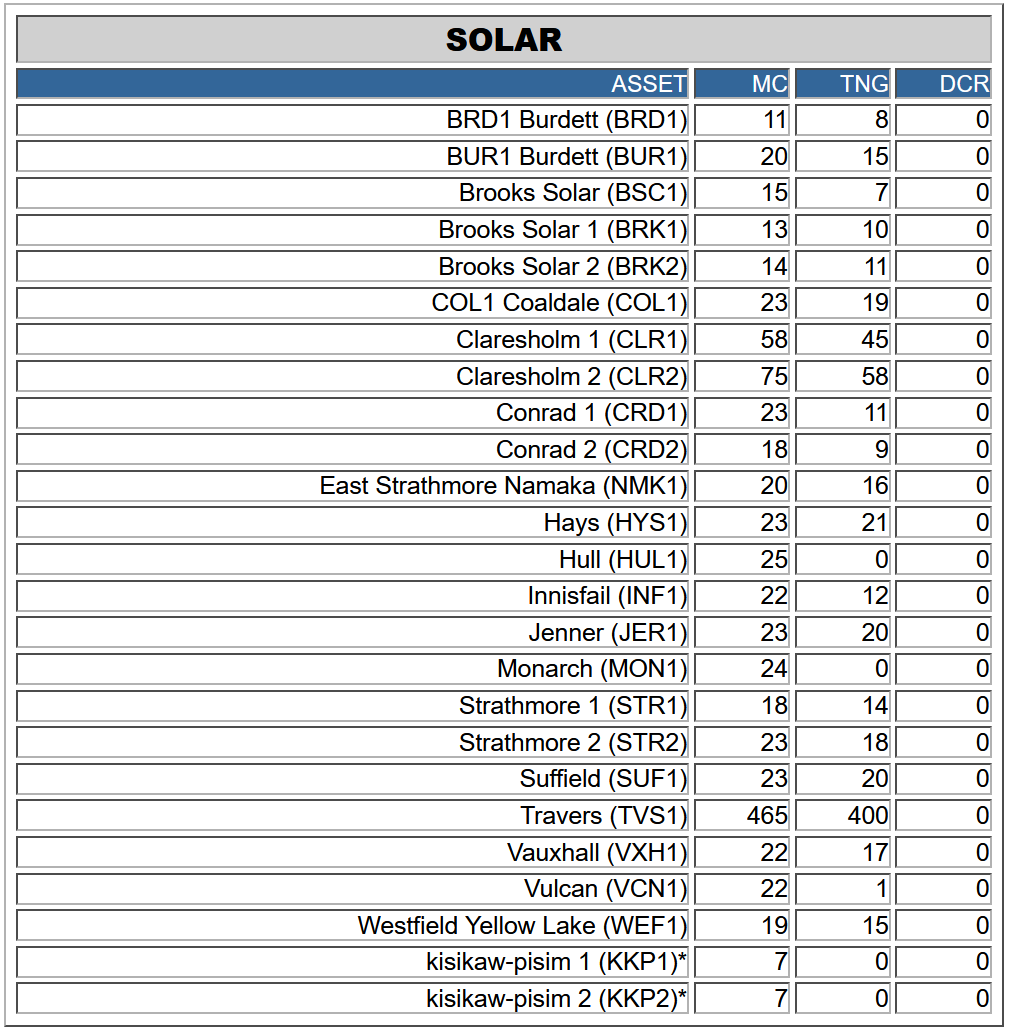 SOLAR
ASSET MC TNG DCR
BRD1 Burdett (BRD1) 11 8 0
BUR1 Burdett (BUR1) 20 15 0
Brooks Solar (BSC1) 15 7 0
Brooks Solar 1 (BRK1) 13 10 0
Brooks Solar 2 (BRK2) 14 11 0
COL1 Coaldale (COL1) 23 19 0
Claresholm 1 (CLR1) 58 45 0
Claresholm 2 (CLR2) 75 58 0
Conrad 1 (CRD1) 23 11 0
Conrad 2 (CRD2) 18 9 0
East Strathmore Namaka (NMK1) 20 16 0
Hays (HYS1) 23 21 0
Hull (HUL1) 25 0 0
Innisfail (INF1) 22 12 0
Jenner (JER1) 23 20 0
Monarch (MON1) 24 0 0
Strathmore 1 (STR1) 18 14 0
Strathmore 2 (STR2) 23 18 0
Suffield (SUF1) 23 20 0
Travers (TVS1) 465 400 0
Vauxhall (VXH1) 22 17 0
Vulcan (VCN1) 22 1 0
Westfield Yellow Lake (WEF1) 19 15 0
kisikaw-pisim 1 (KKP1)* 7 0 0
kisikaw-pisim 2 (KKP2)* 7 0 0